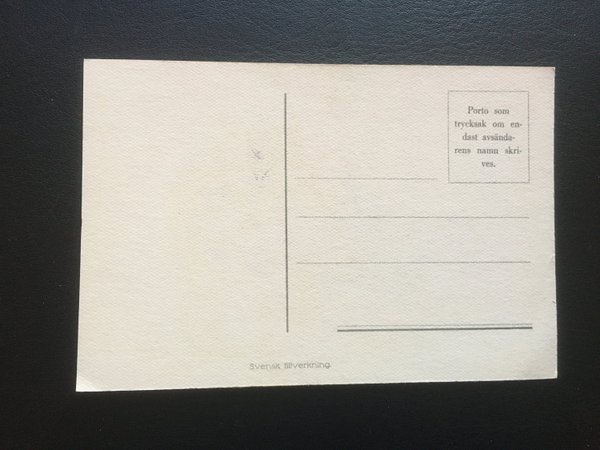 Porto som
trycksak om en-
dast avsända-
rens namn skri-
ves.
Svensk tillverkning.